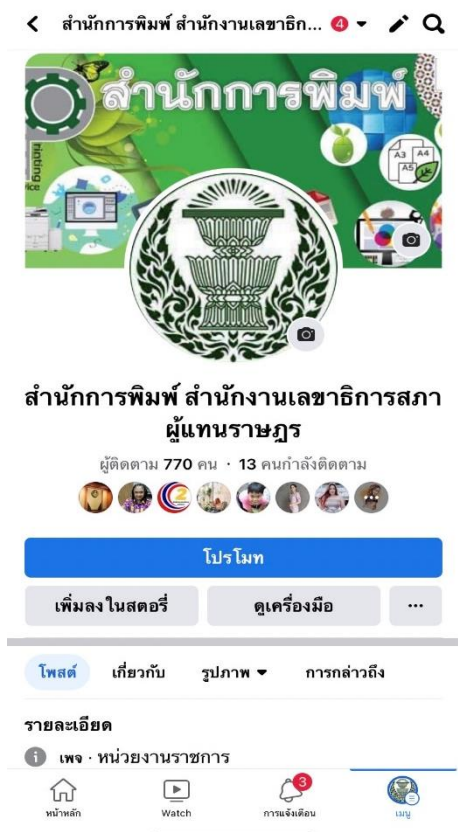 สำนักการพิมพ์ สำนักงานเลขาธิก... 4
สำนักการพิมพ์
rinting
vice
A3 A4
A5
สำนักการพิมพ์ สำนักงานเลขาธิการสภา
ผู้แทนราษฎร
ผู้ติดตาม 770 คน · 13 คนกำลังติดตาม
โปรโมท
เพิ่มลงในสตอรี่ ดูเครื่องมือ ...
โพสต์ เกี่ยวกับ รูปภาพ การกล่าวถึง
รายละเอียด
เพจ · หน่วยงานราชการ
3
หน้าหลัก Watch การแจ้งเตือน เมนู